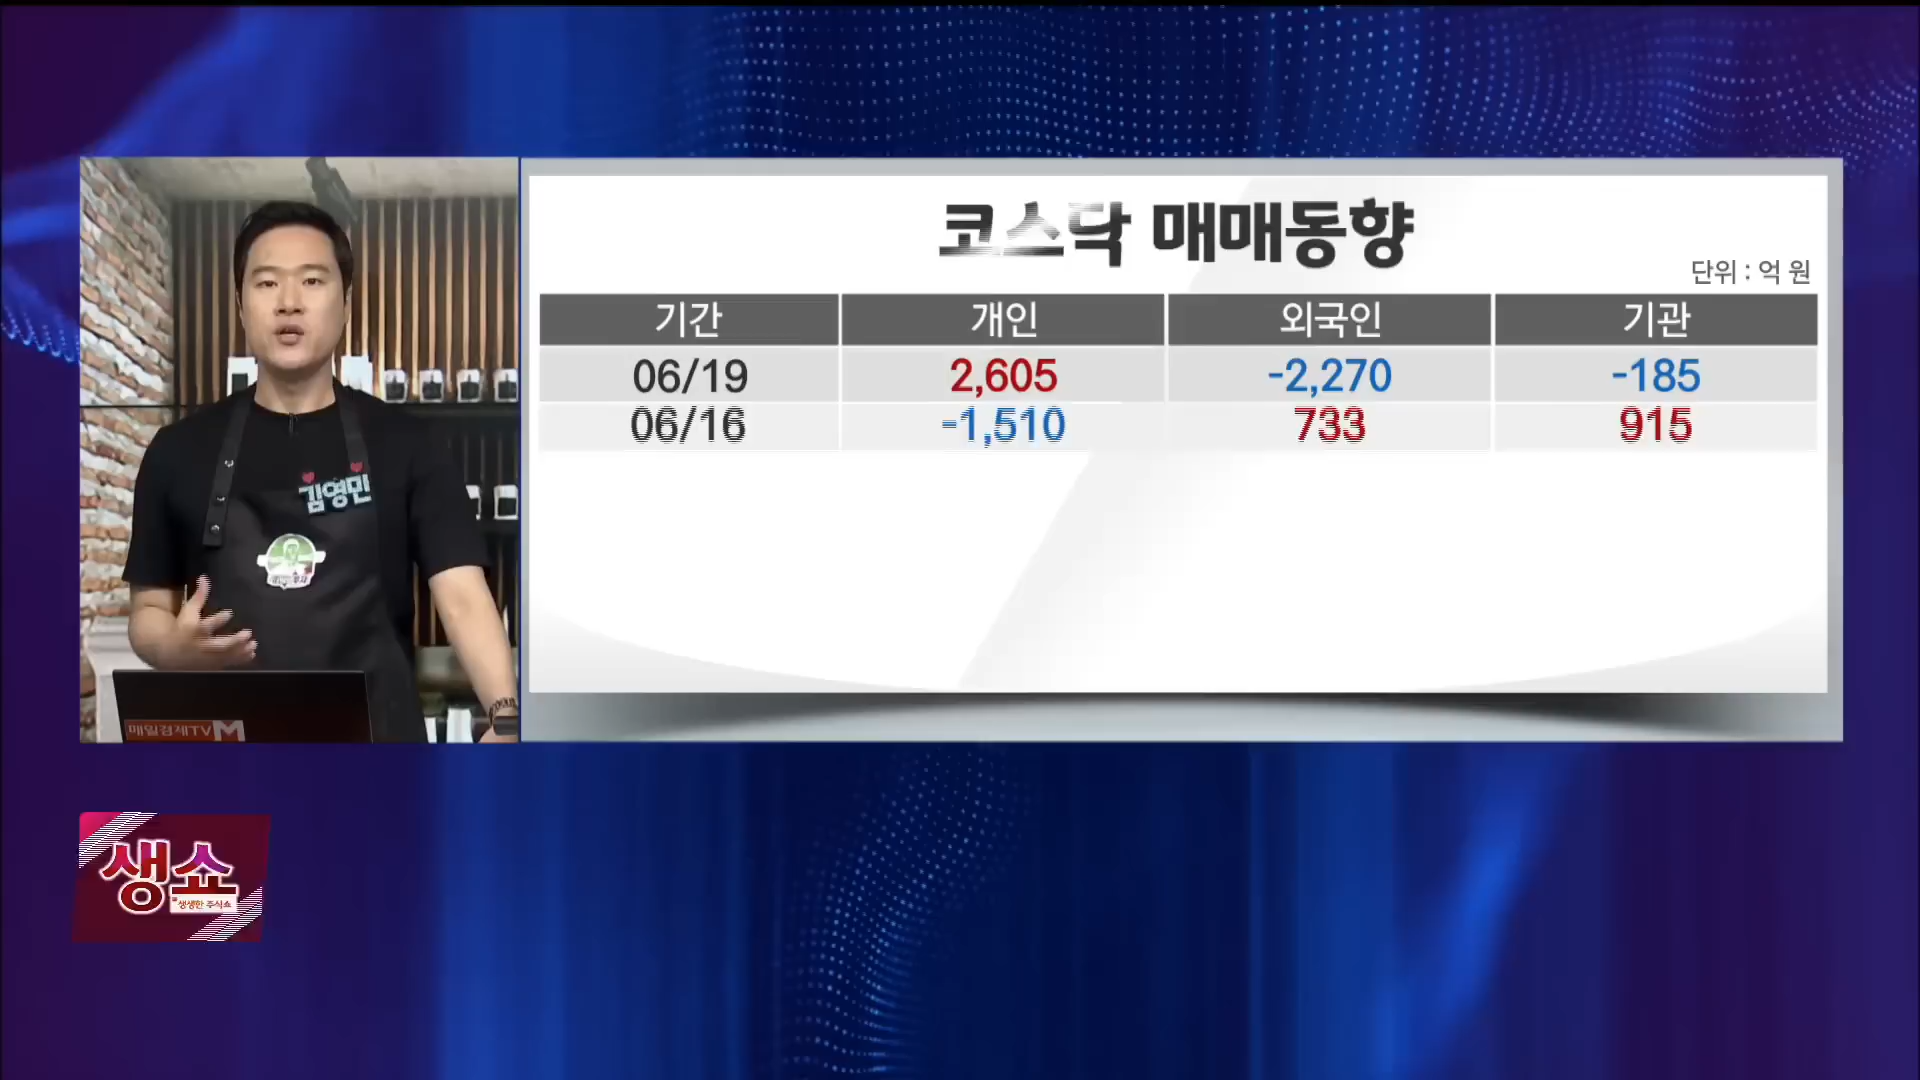 코스닥 매매동향
단위 : 억 원
기간 개인 외국인 기관
06/19 2,605 -2,270 -185
06/16 -1,510 733 915
김영민
매일경제TV M
생쇼
생생한 주식쇼